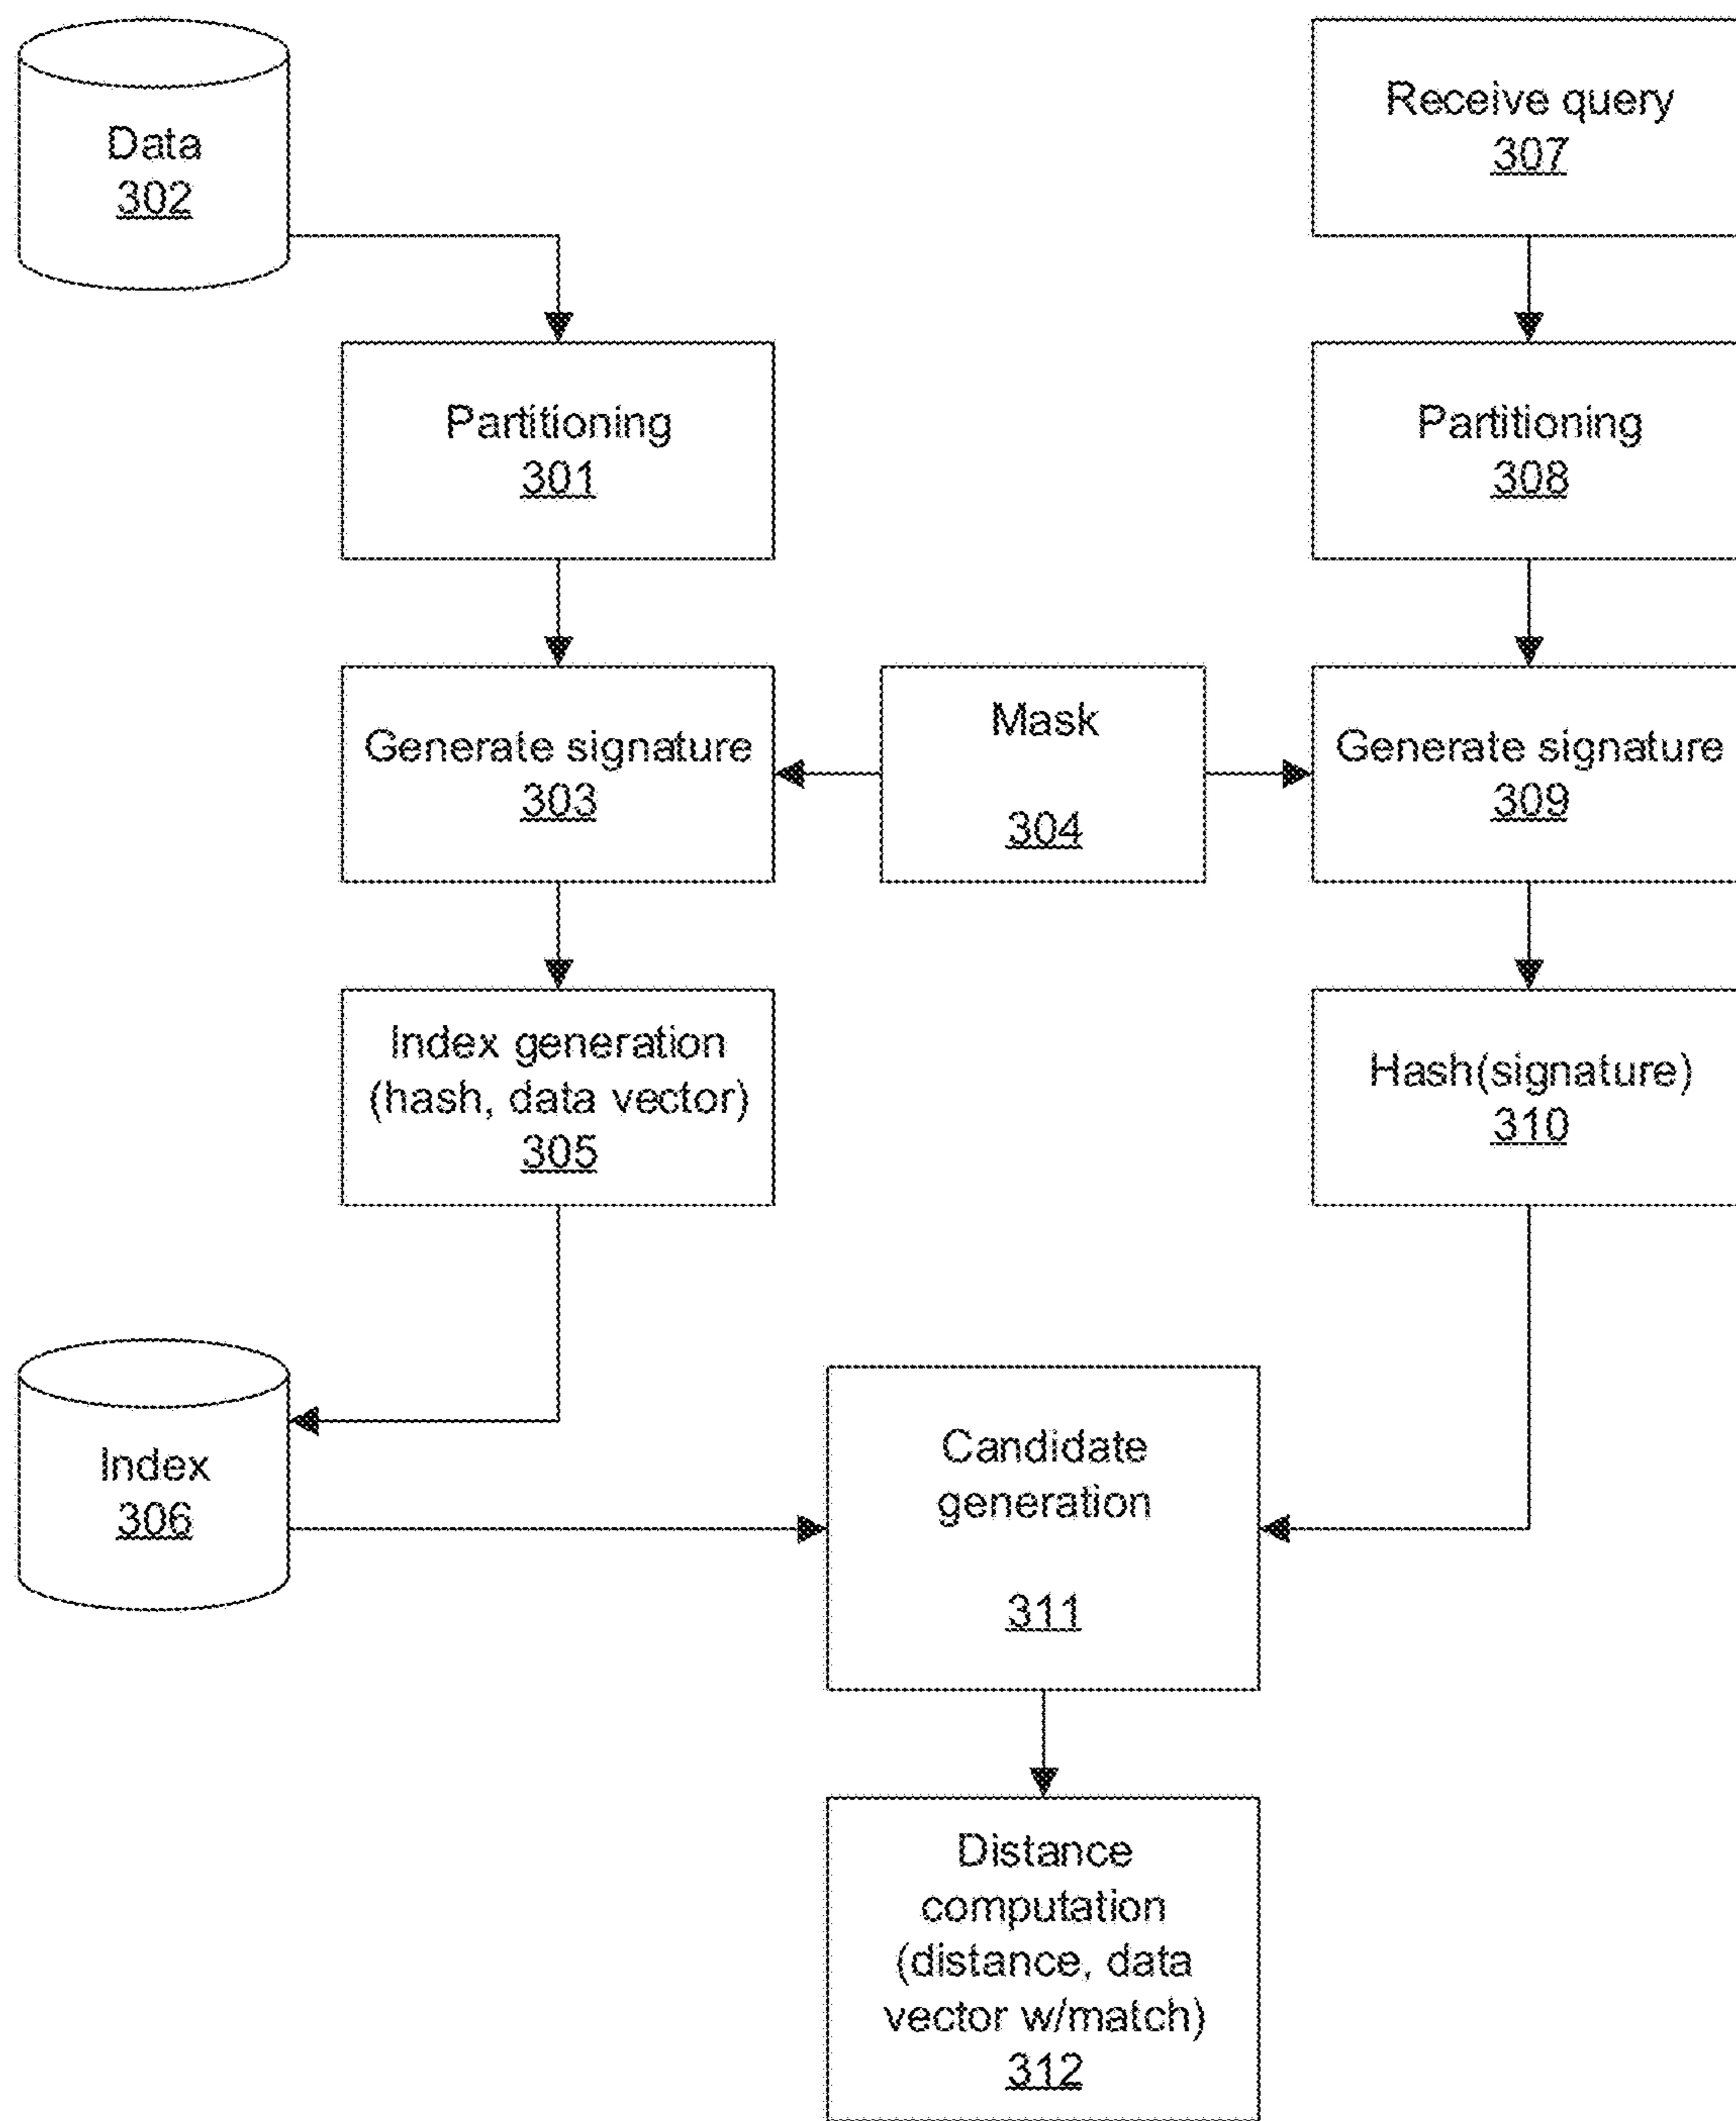 Data
302
Receive query
307
Partitioning
301
Partitioning
308
Generate signature
303
Mask
304
Generate signature
309
Index generation
(hash, data vector)
305
Hash(signature)
310
Index
306
Candidate
generation
311
Distance
computation
(distance, data
vector w/match)
312